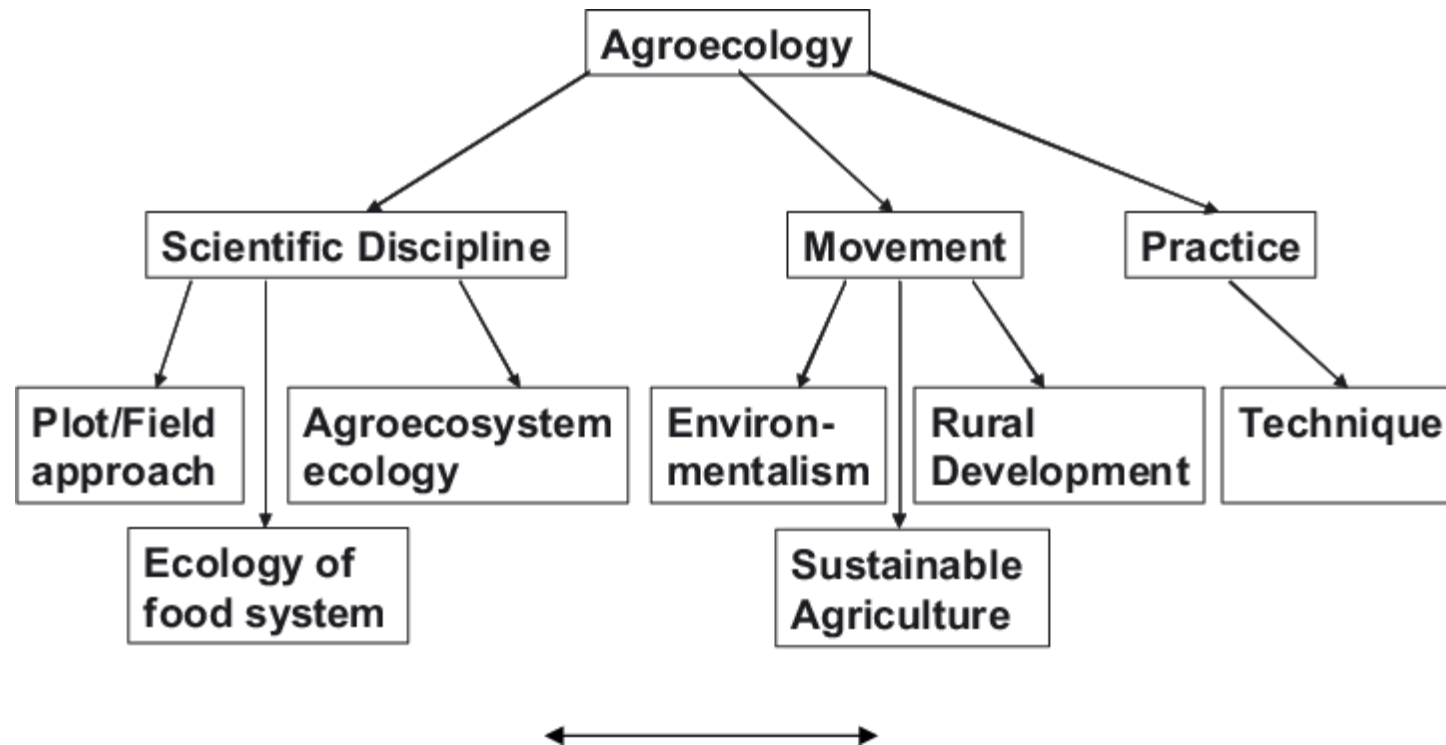 Agroecology
Scientific Discipline
Movement
Practice
Plot/Field
approach
Agroecosystem
ecology
Environ-
mentalism
Rural
Development
Technique
Ecology of
food system
Sustainable
Agriculture